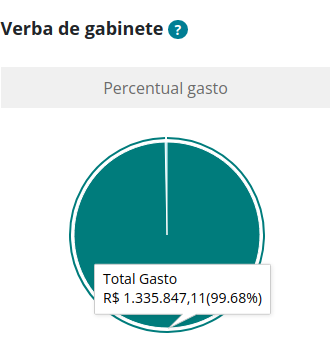 Verba de gabinete ?
Percentual gasto
Total Gasto
R$ 1.335.847,11(99.68%)